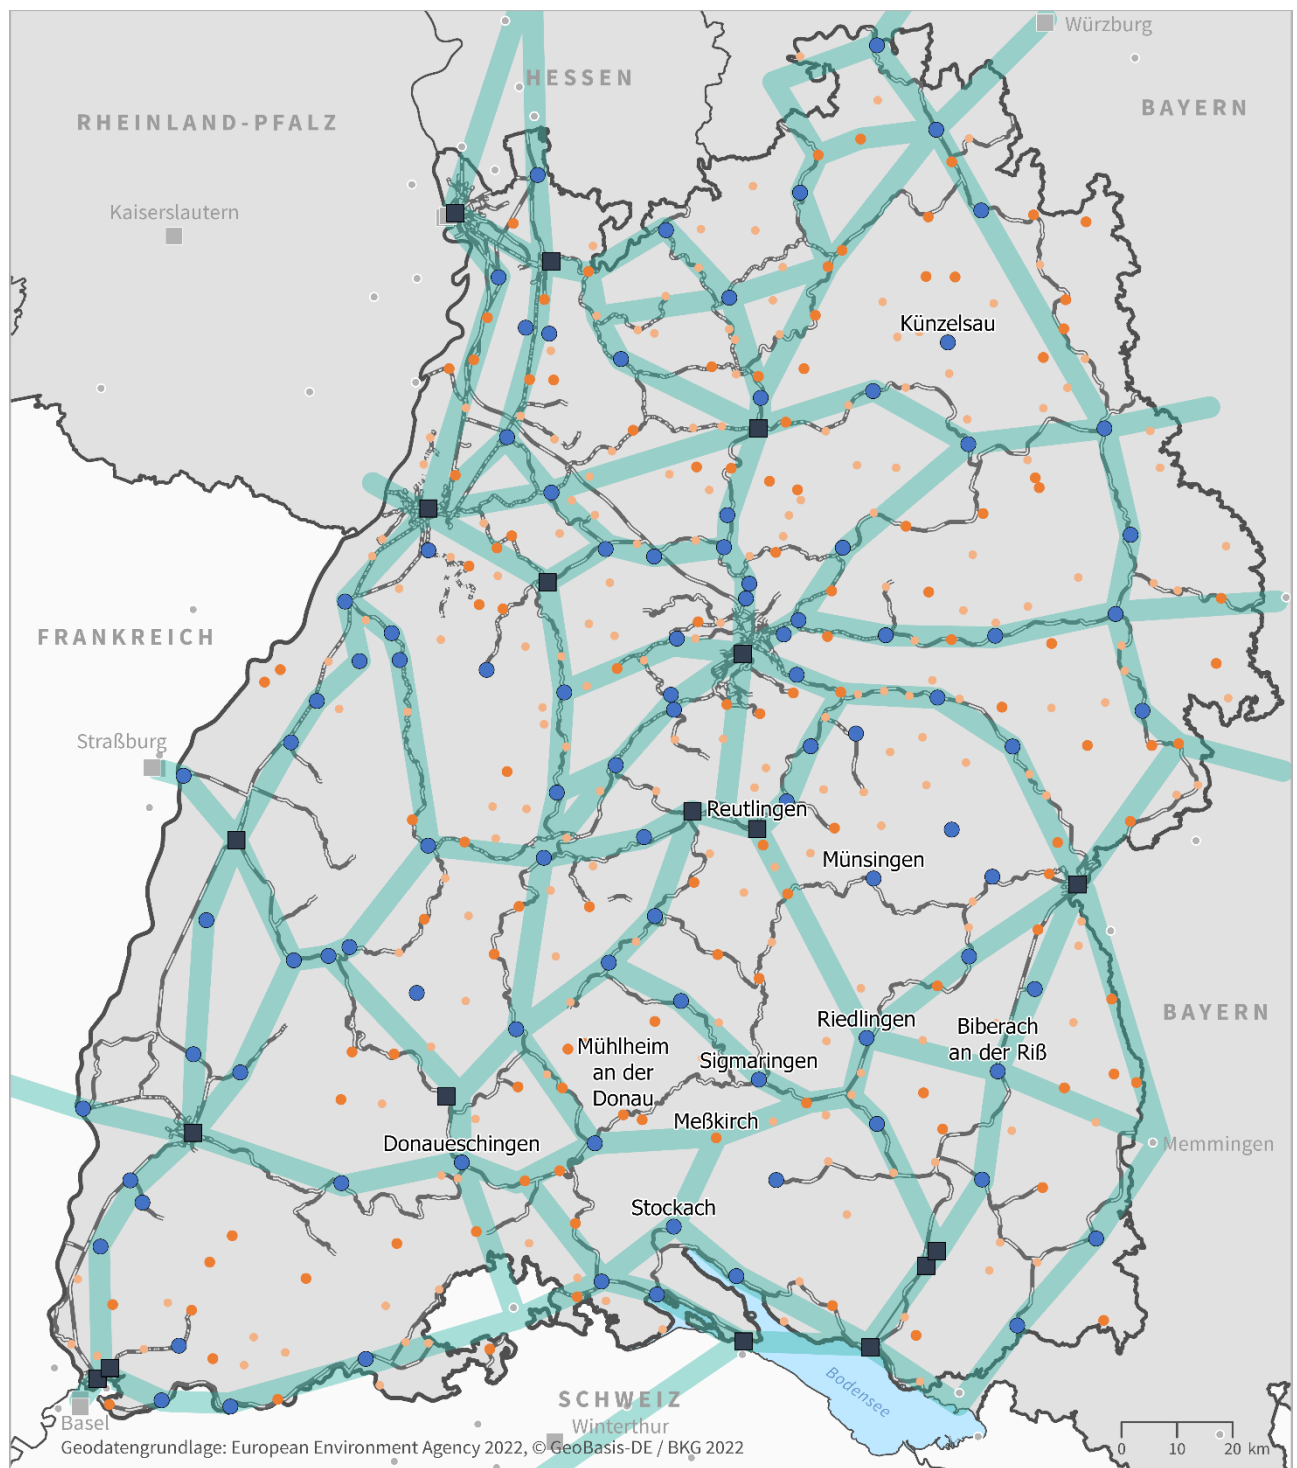 Würzburg
HESSEN
BAYERN
RHEINLAND-PFALZ
Kaiserslautern
Künzelsau
FRANKREICH
Straßburg
Reutlingen
Münsingen
BAYERN
Riedlingen
Biberach
an der Riß
Mühlheim
an der
Donau
Sigmaringen
Meßkirch
Donaueschingen
Memmingen
Stockach
Bodensee
SCHWEIZ
Basel
Winterthur
Geodatengrundlage: European Environment Agency 2022, © GeoBasis-DE / BKG 2022
0 10 20 km